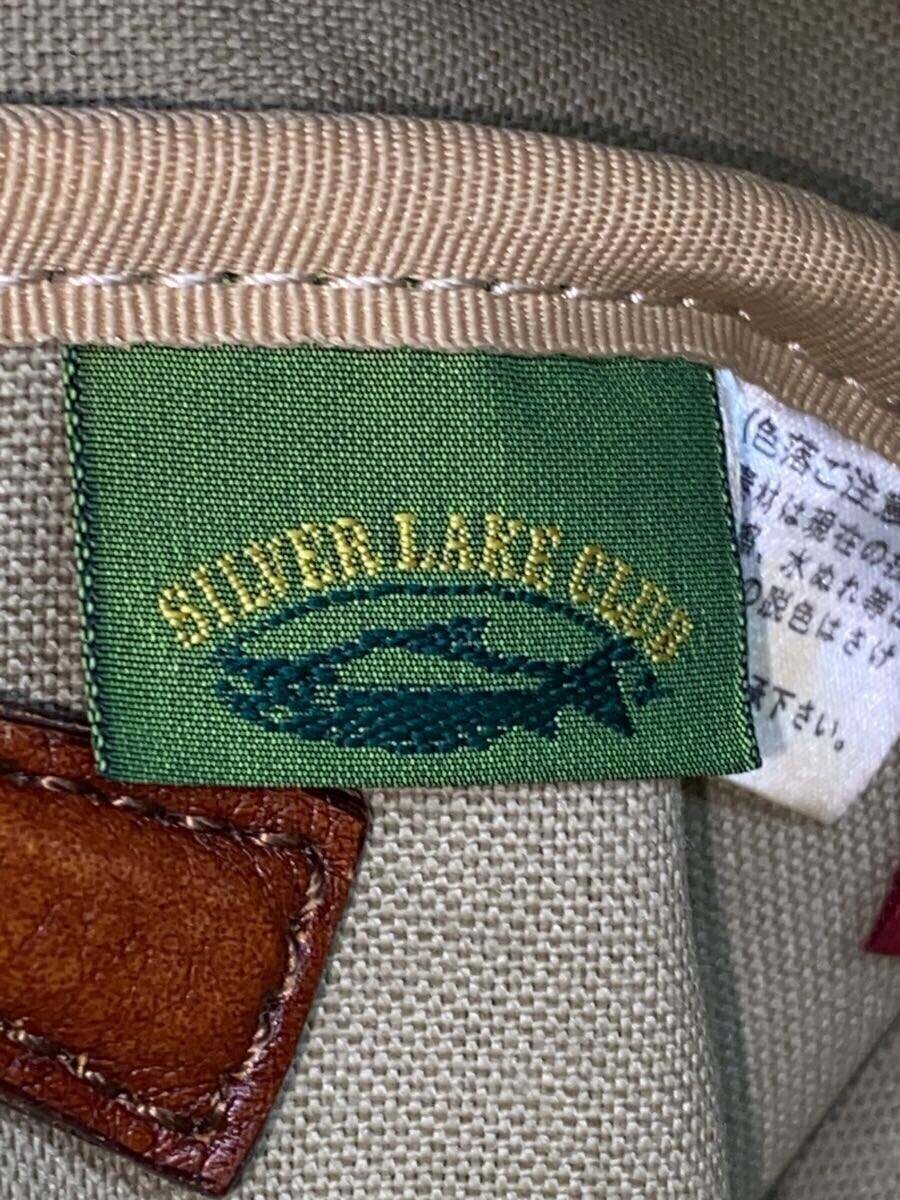 SILVER LAKE CLUB
(色落ご注意
素材は現在の
水ぬれ等
の脱色はさけ
下さい。